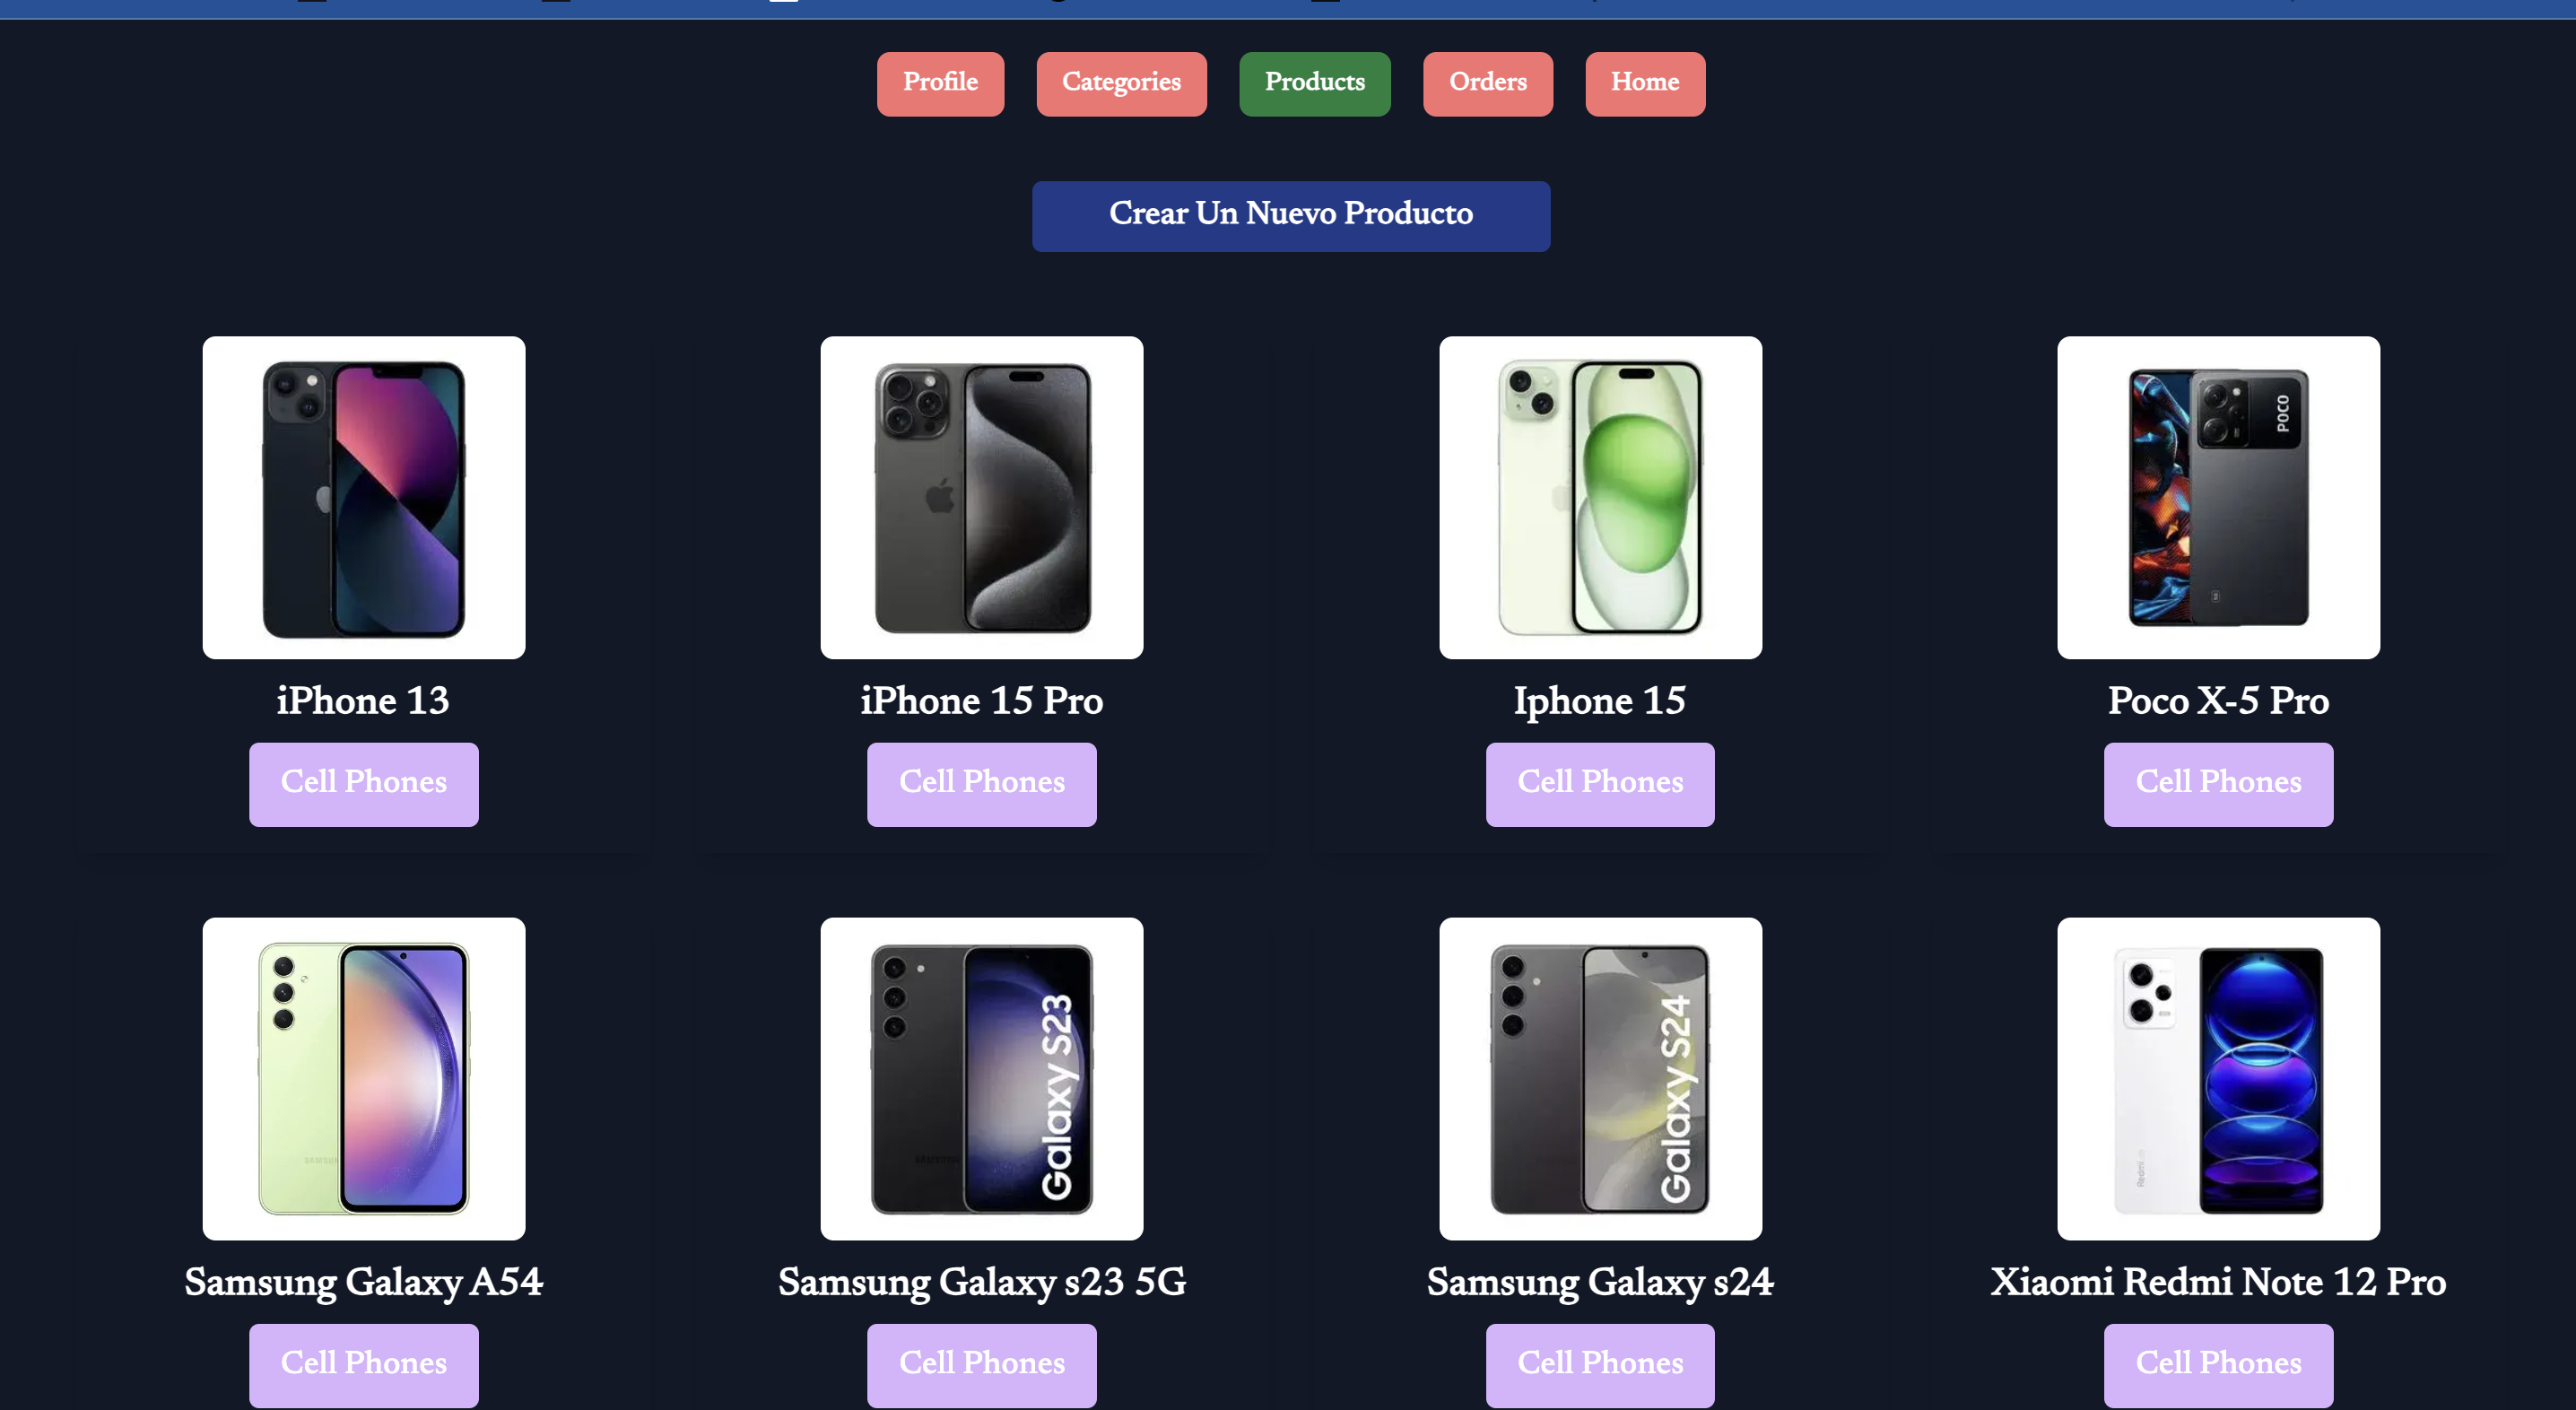 Profile
Categories
Products
Orders
Home
Crear Un Nuevo Producto
POCO
iPhone 13
iPhone 15 Pro
Iphone 15
Poco X-5 Pro
Cell Phones
Cell Phones
Cell Phones
Cell Phones
Galaxy S23
Galaxy S24
Redmi
Samsung Galaxy A54
Samsung Galaxy s23 5G
Samsung Galaxy s24
Xiaomi Redmi Note 12 Pro
Cell Phones
Cell Phones
Cell Phones
Cell Phones